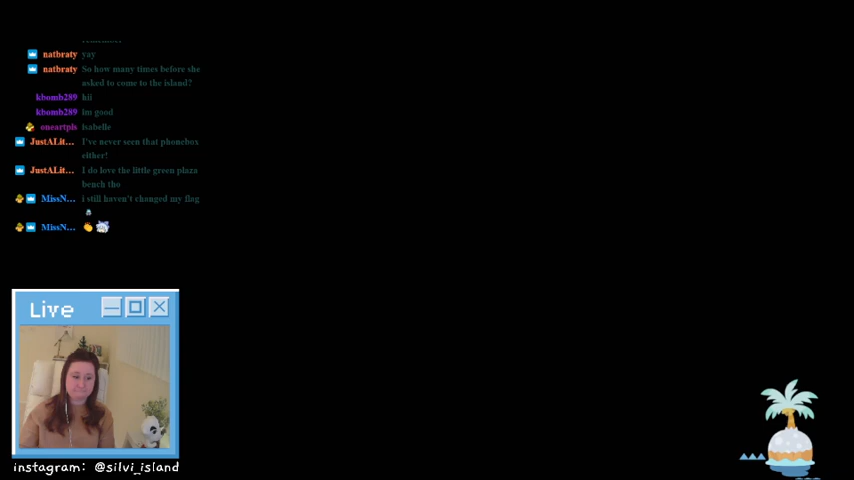 natbraty yay
natbraty So how many times before she
asked to come to the island?
kbomb289 hii
kbomb289 Im good
oneartpls Isabelle
JustALit... I've never seen that phonebox
either!
JustALit... I do love the little green plaza
bench tho
MissN... i still haven't changed my flag
MissN...
Live
instagram: @silvi_island